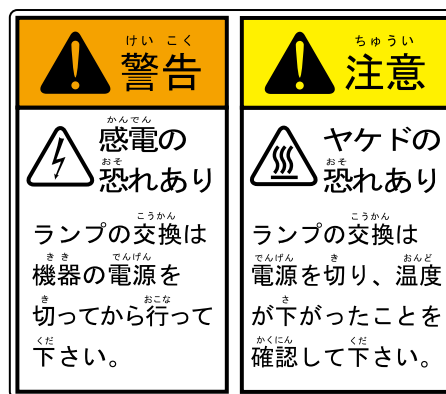 けいこく
警告
かんでん
感電の
おそ
恐れあり
こうかん
ランプの交換は
きき でんげん
機器の電源を
き おこな
切ってから行って
くだ
下さい。
ちゅうい
注意
ヤケドの
おそ
恐れあり
こうかん
ランプの交換は
でんげん き おんど
電源を切り、温度
さ
が下がったことを
かくにん くだ
確認して下さい。